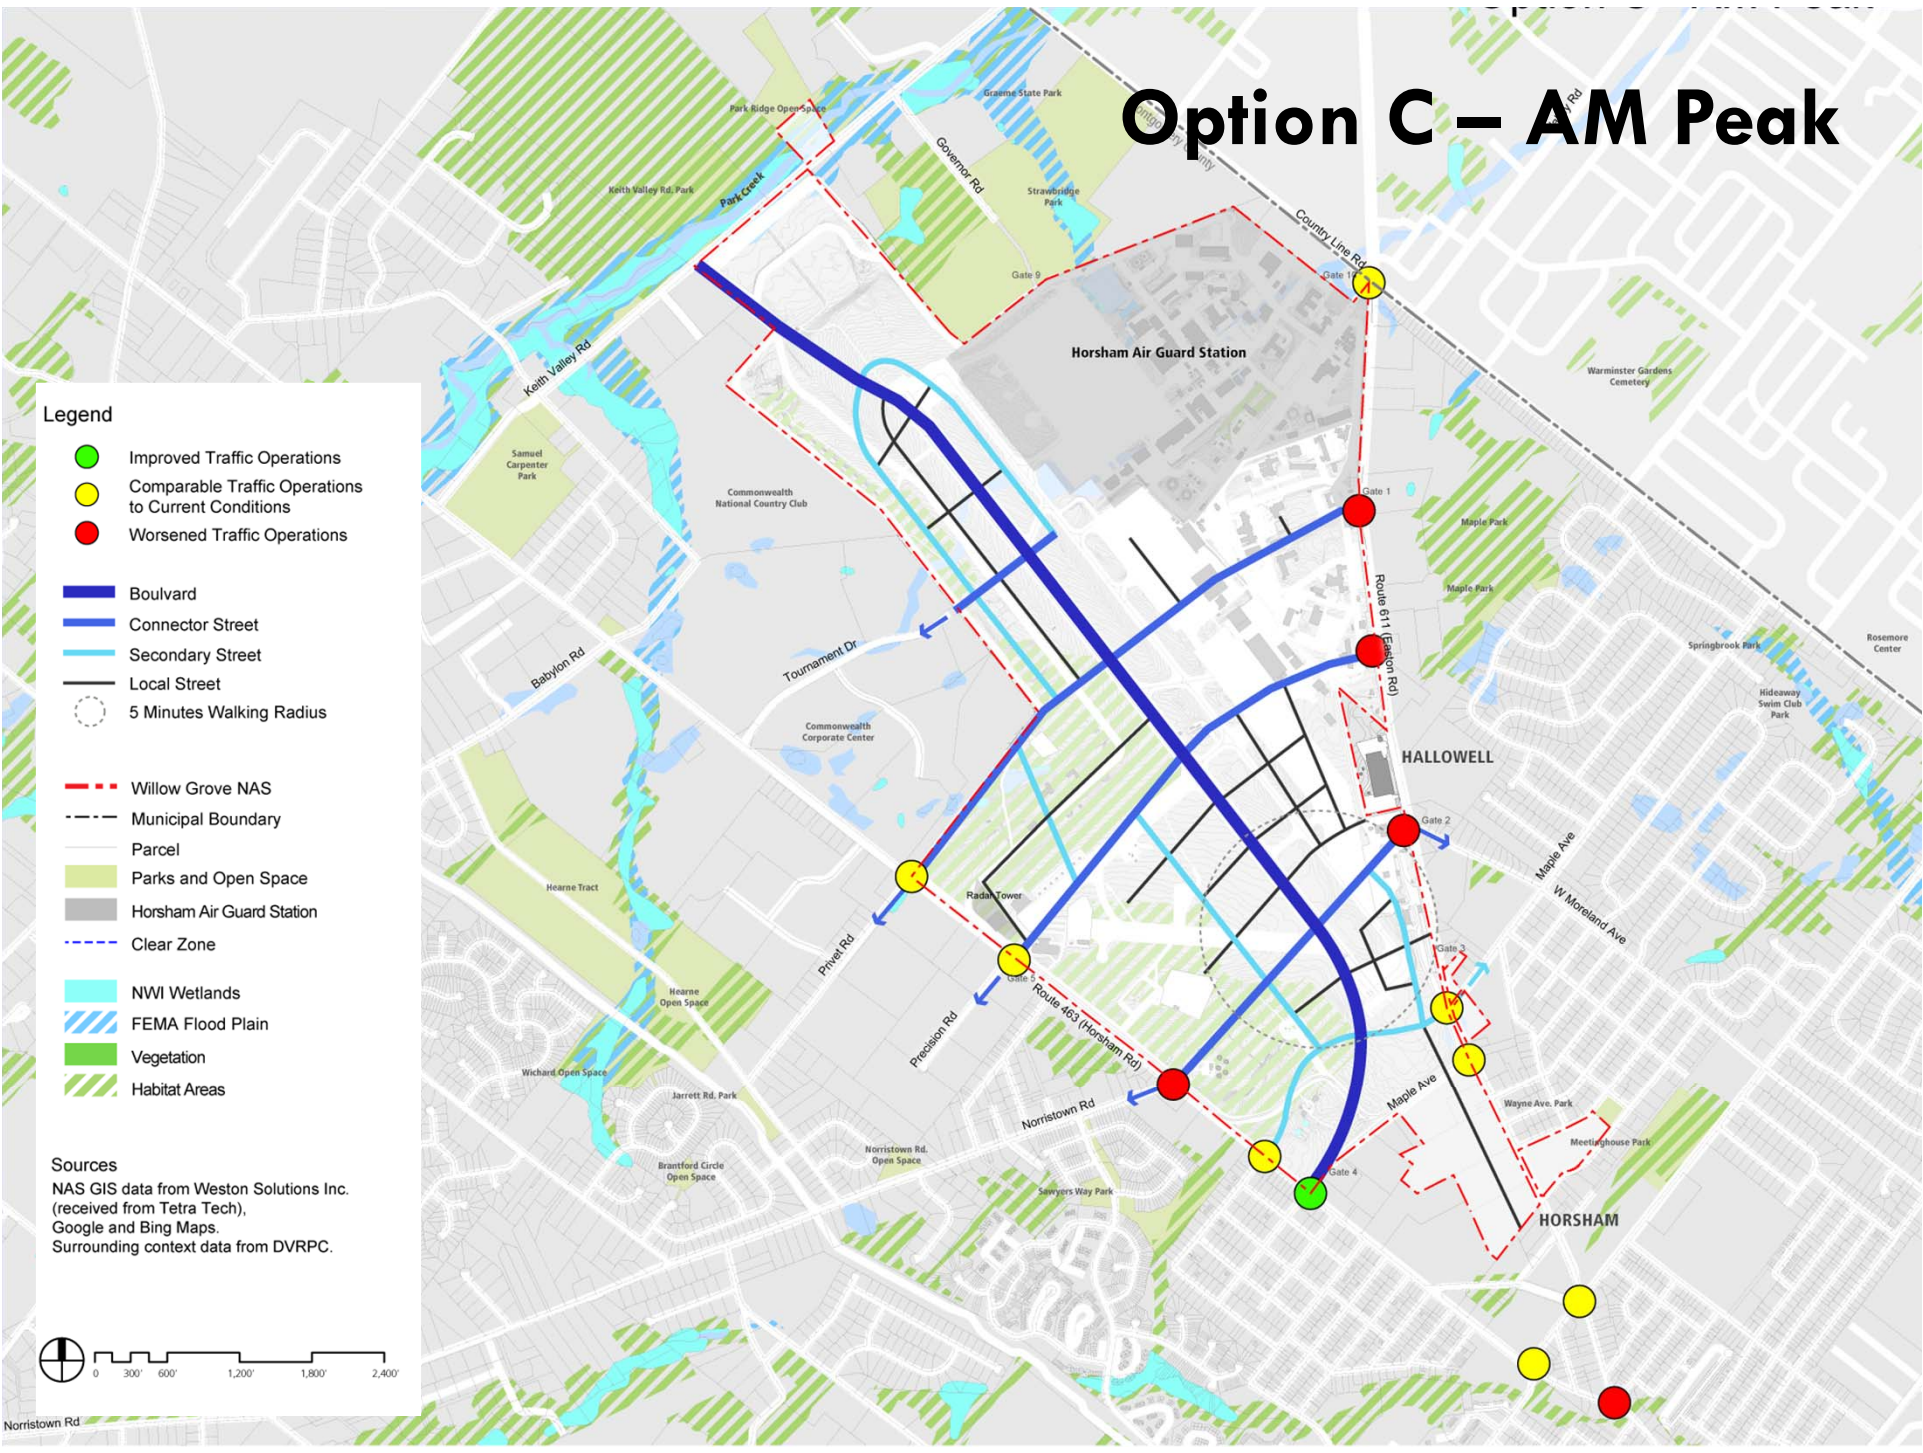 Option C – AM Peak
Park Ridge Open Space
Graeme State Park
Montgomery County
Governor Rd
Keith Valley Rd. Park
Park Creek
Strawbridge
Park
Country Line Rd
Gate 9
Horsham Air Guard Station
Keith Valley Rd
Warminster Gardens
Cemetery
Legend
Improved Traffic Operations
Comparable Traffic Operations
to Current Conditions
Worsened Traffic Operations
Boulvard
Connector Street
Secondary Street
Local Street
5 Minutes Walking Radius
Willow Grove NAS
Municipal Boundary
Parcel
Parks and Open Space
Horsham Air Guard Station
Clear Zone
NWI Wetlands
FEMA Flood Plain
Vegetation
Habitat Areas
Sources
NAS GIS data from Weston Solutions Inc.
(received from Tetra Tech),
Google and Bing Maps.
Surrounding context data from DVRPC.
0 300' 600' 1,200' 1,800' 2,400'
Samuel
Carpenter
Park
Commonwealth
National Country Club
Gate 1
Maple Park
Maple Park
Route 611 (Easton Rd)
Springbrook Park
Rosemore
Center
Hideaway
Swim Club
Park
Babylon Rd
Tournament Dr
Commonwealth
Corporate Center
HALLOWELL
Gate 2
Maple Ave
W Moreland Ave
Hearne Tract
Radar Tower
Privet Rd
Gate 3
Gate 5
Hearne
Open Space
Route 463 (Horsham Rd)
Precision Rd
Wichard Open Space
Jarrett Rd. Park
Norristown Rd
Maple Ave
Wayne Ave. Park
Meetinghouse Park
Norristown Rd.
Open Space
Brantford Circle
Open Space
Sawyers Way Park
Gate 4
HORSHAM
Norristown Rd